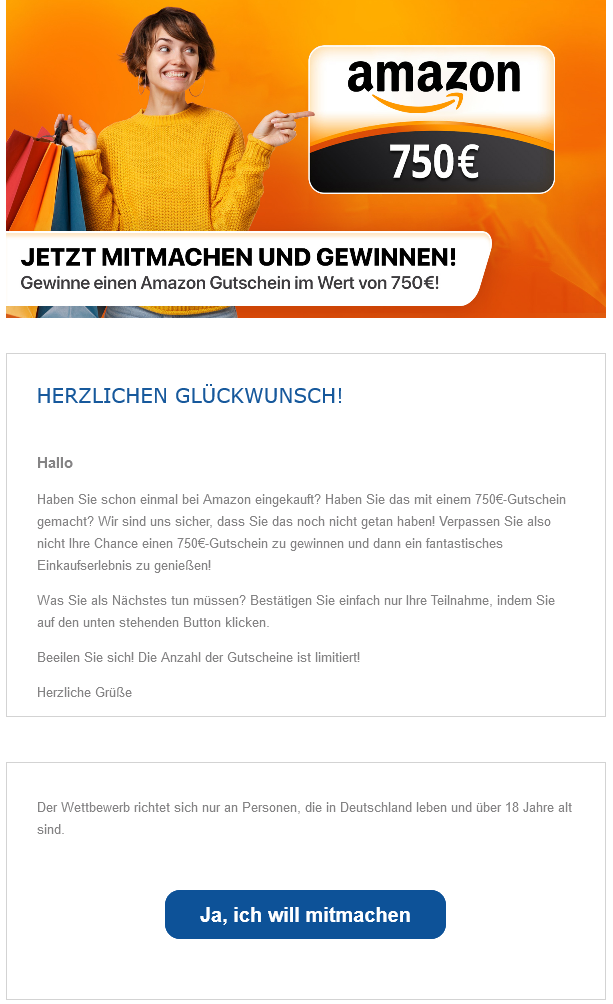 amazon
750€
JETZT MITMACHEN UND GEWINNEN!
Gewinne einen Amazon Gutschein im Wert von 750€!
HERZLICHEN GLÜCKWUNSCH!
Hallo
Haben Sie schon einmal bei Amazon eingekauft? Haben Sie das mit einem 750€-Gutschein
gemacht? Wir sind uns sicher, dass Sie das noch nicht getan haben! Verpassen Sie also
nicht Ihre Chance einen 750€-Gutschein zu gewinnen und dann ein fantastisches
Einkaufserlebnis zu genießen!
Was Sie als Nächstes tun müssen? Bestätigen Sie einfach nur Ihre Teilnahme, indem Sie
auf den unten stehenden Button klicken.
Beeilen Sie sich! Die Anzahl der Gutscheine ist limitiert!
Herzliche Grüße
Der Wettbewerb richtet sich nur an Personen, die in Deutschland leben und über 18 Jahre alt
sind.
Ja, ich will mitmachen